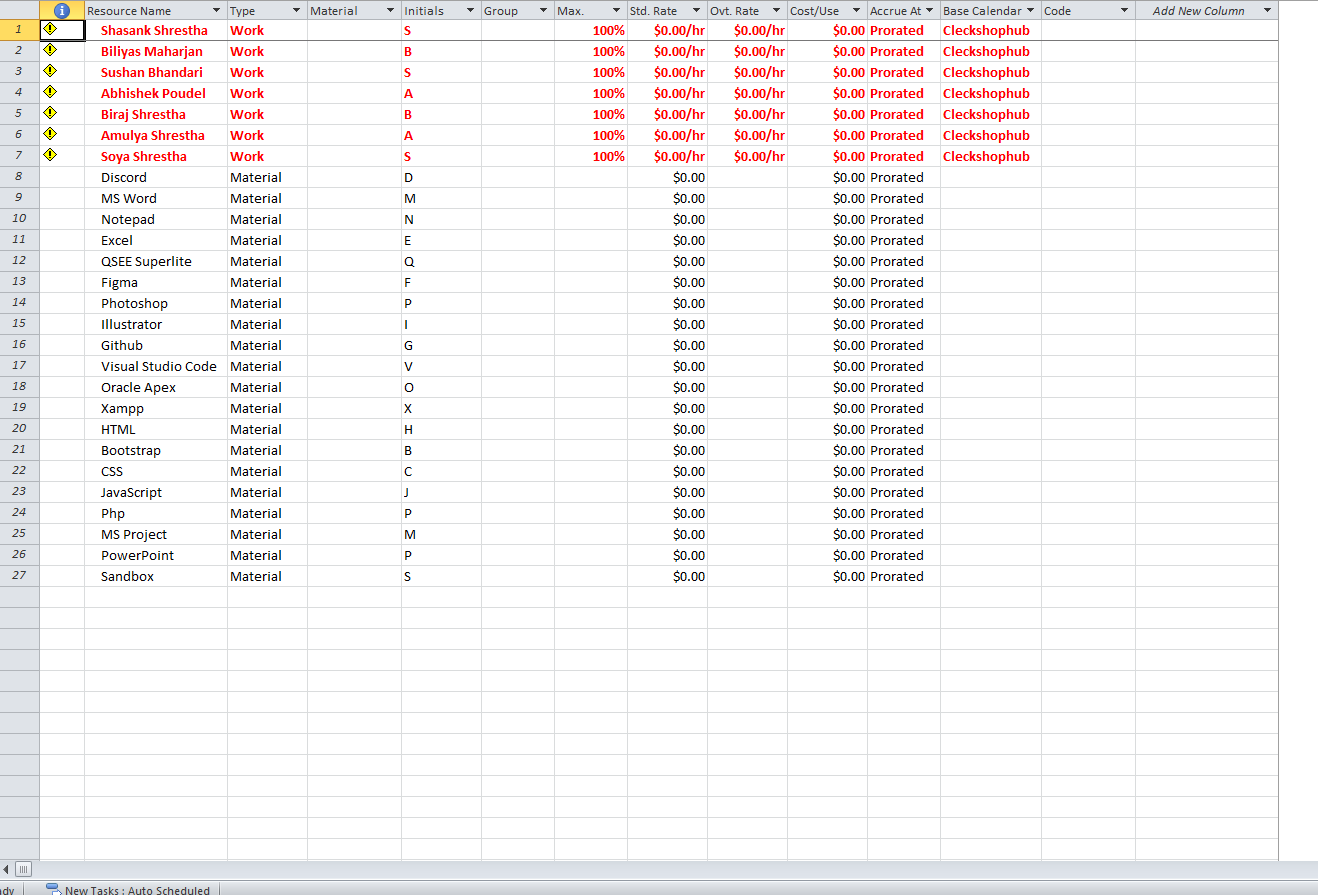 Resource Name Type Material Initials Group Max. Std. Rate Ovt. Rate Cost/Use Accrue At Base Calendar Code Add New Column
1 Shasank Shrestha Work S 100% $0.00/hr $0.00/hr $0.00 Prorated Cleckshophub
2 Biliyas Maharjan Work B 100% $0.00/hr $0.00/hr $0.00 Prorated Cleckshophub
3 Sushan Bhandari Work S 100% $0.00/hr $0.00/hr $0.00 Prorated Cleckshophub
4 Abhishek Poudel Work A 100% $0.00/hr $0.00/hr $0.00 Prorated Cleckshophub
5 Biraj Shrestha Work B 100% $0.00/hr $0.00/hr $0.00 Prorated Cleckshophub
6 Amulya Shrestha Work A 100% $0.00/hr $0.00/hr $0.00 Prorated Cleckshophub
7 Soya Shrestha Work S 100% $0.00/hr $0.00/hr $0.00 Prorated Cleckshophub
8 Discord Material D $0.00 $0.00 Prorated
9 MS Word Material M $0.00 $0.00 Prorated
10 Notepad Material N $0.00 $0.00 Prorated
11 Excel Material E $0.00 $0.00 Prorated
12 QSEE Superlite Material Q $0.00 $0.00 Prorated
13 Figma Material F $0.00 $0.00 Prorated
14 Photoshop Material P $0.00 $0.00 Prorated
15 Illustrator Material I $0.00 $0.00 Prorated
16 Github Material G $0.00 $0.00 Prorated
17 Visual Studio Code Material V $0.00 $0.00 Prorated
18 Oracle Apex Material O $0.00 $0.00 Prorated
19 Xampp Material X $0.00 $0.00 Prorated
20 HTML Material H $0.00 $0.00 Prorated
21 Bootstrap Material B $0.00 $0.00 Prorated
22 CSS Material C $0.00 $0.00 Prorated
23 JavaScript Material J $0.00 $0.00 Prorated
24 Php Material P $0.00 $0.00 Prorated
25 MS Project Material M $0.00 $0.00 Prorated
26 PowerPoint Material P $0.00 $0.00 Prorated
27 Sandbox Material S $0.00 $0.00 Prorated
New Tasks : Auto Scheduled